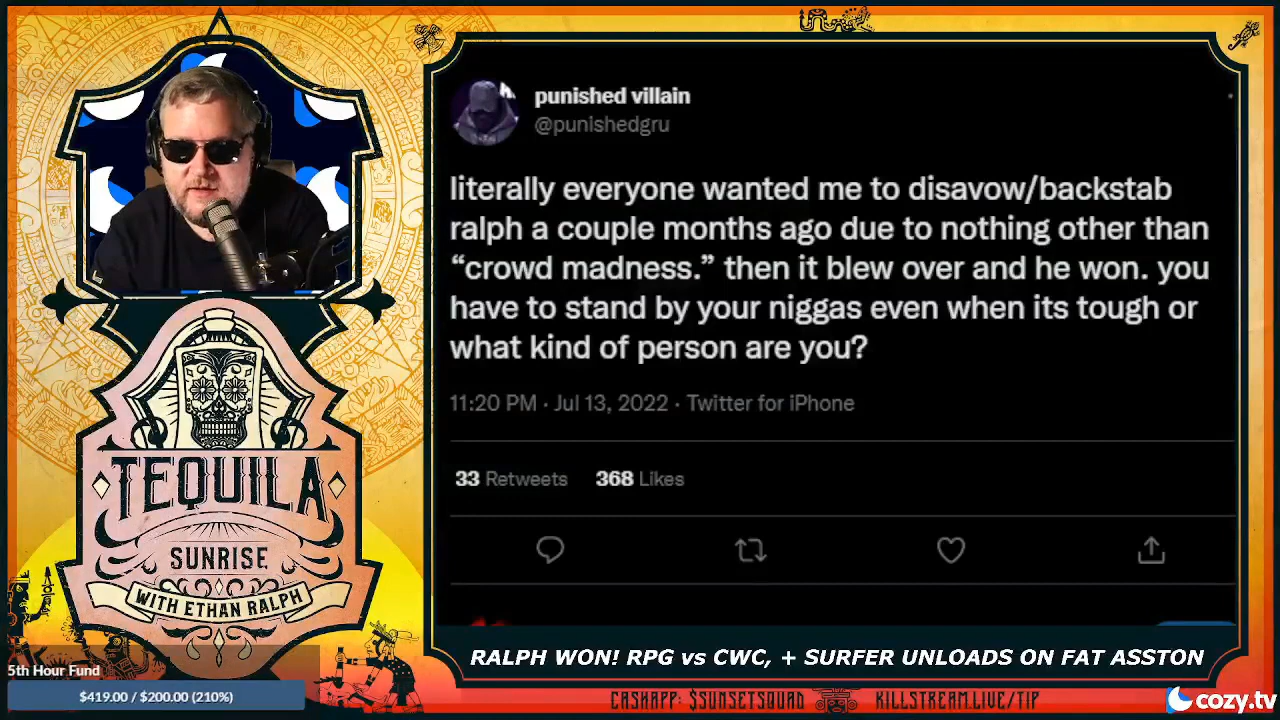 punished villain
@punishedgru
literally everyone wanted me to disavow/backstab
ralph a couple months ago due to nothing other than
“crowd madness.” then it blew over and he won. you
have to stand by your niggas even when its tough or
what kind of person are you?
11:20 PM · Jul 13, 2022 · Twitter for iPhone
33 Retweets 368 Likes
TEQUILA
SUNRISE
WITH ETHAN RALPH
5th Hour Fund
$419.00 / $200.00 (210%)
RALPH WON! RPG vs CWC, + SURFER UNLOADS ON FAT ASSTON
CASHAPP: $SUNSETSQUAD KILLSTREAM.LIVE/TIP
cozy.tv